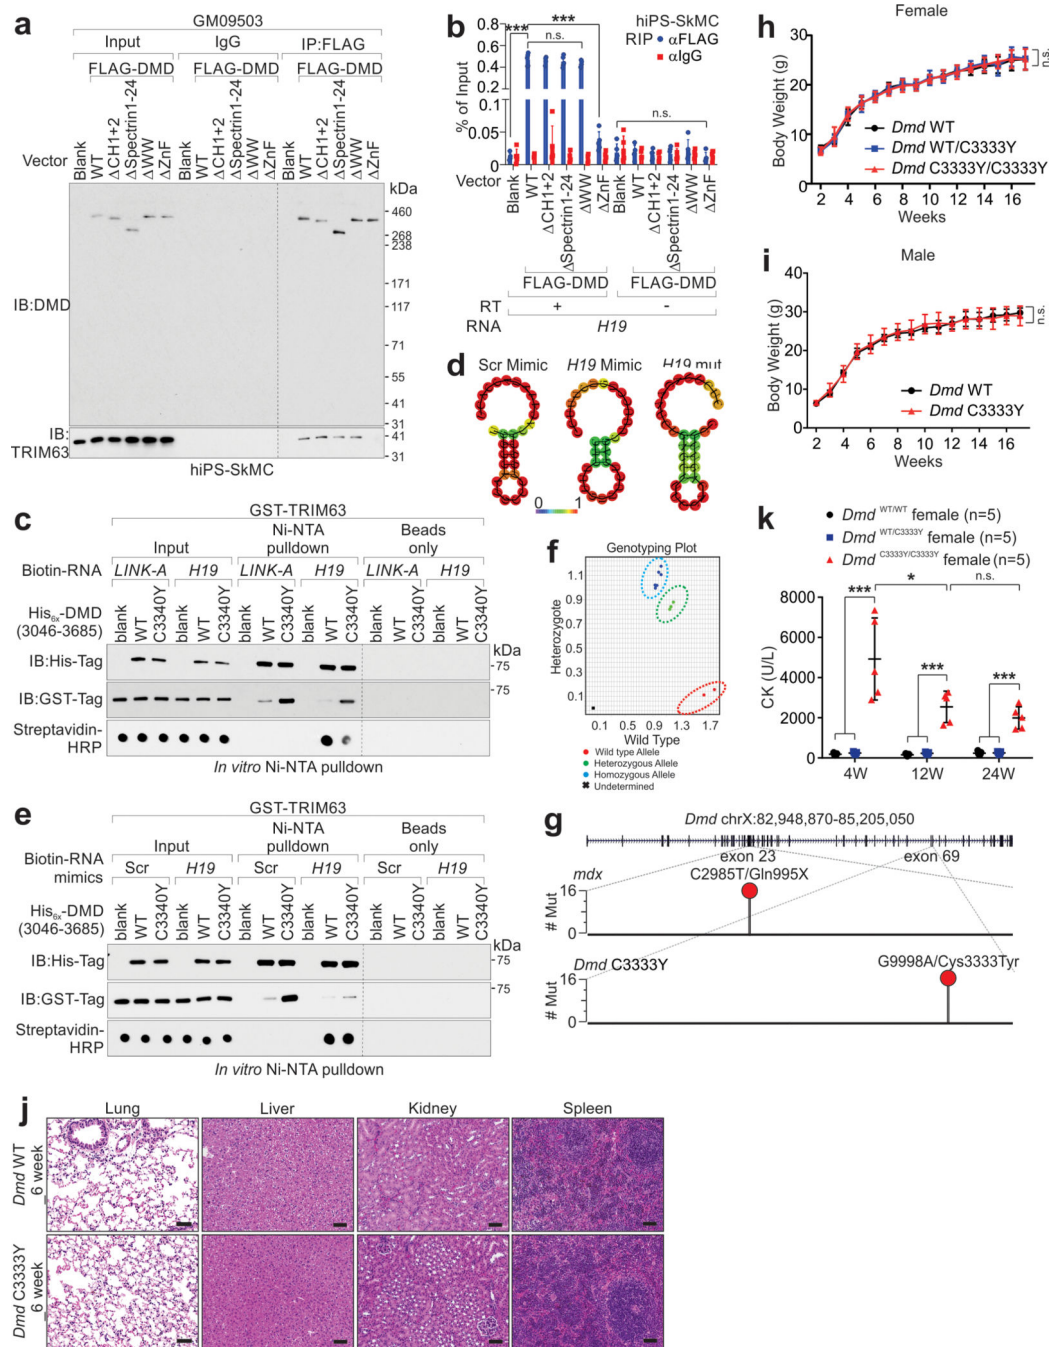 a
GM09503
Input
IgG
IP:FLAG
FLAG-DMD
FLAG-DMD
FLAG-DMD
Vector
Blank
WT
ΔCH1+2
ΔSpectrin1-24
ΔWW
ΔZnF
Blank
WT
ΔCH1+2
ΔSpectrin1-24
ΔWW
ΔZnF
Blank
WT
ΔCH1+2
ΔSpectrin1-24
ΔWW
ΔZnF
kDa
460
268
238
171
117
71
55
41
31
41
31
IB:DMD
IB:
TRIM63
hiPS-SkMC
b
hiPS-SkMC
RIP
αFLAG
αIgG
***
***
n.s.
n.s.
% of Input
0.8
0.6
0.4
0.2
0.1
0.05
0
Vector
Blank
WT
ΔCH1+2
ΔSpectrin1-24
ΔWW
ΔZnF
Blank
WT
ΔCH1+2
ΔSpectrin1-24
ΔWW
ΔZnF
FLAG-DMD
FLAG-DMD
RT
+
-
RNA
H19
h
Female
Body Weight (g)
30
20
10
0
n.s.
Dmd WT
Dmd WT/C3333Y
Dmd C3333Y/C3333Y
2 4 6 8 10 12 14 16
Weeks
i
Male
Body Weight (g)
40
30
20
10
0
n.s.
Dmd WT
Dmd C3333Y
2 4 6 8 10 12 14 16
Weeks
d
Scr Mimic
H19 Mimic
H19 mut
0 1
c
GST-TRIM63
Input
Ni-NTA
pulldown
Beads
only
Biotin-RNA
LINK-A
H19
LINK-A
H19
LINK-A
H19
His6x-DMD
(3046-3685)
blank
WT
C3340Y
blank
WT
C3340Y
blank
WT
C3340Y
blank
WT
C3340Y
blank
WT
C3340Y
blank
WT
C3340Y
kDa
IB:His-Tag
75
IB:GST-Tag
75
Streptavidin-
HRP
In vitro Ni-NTA pulldown
f
Genotyping Plot
Heterozygote
1.1
0.9
0.7
0.5
0.3
0.1
0.1 0.5 0.9 1.3 1.7
Wild Type
Wild type Allele
Heterozygous Allele
Homozygous Allele
Undetermined
k
Dmd WT/WT female (n=5)
Dmd WT/C3333Y female (n=5)
Dmd C3333Y/C3333Y female (n=5)
CK (U/L)
8000
6000
4000
2000
0
***
*
n.s.
***
***
4W
12W
24W
e
GST-TRIM63
Input
Ni-NTA
pulldown
Beads
only
Biotin-RNA
mimics
Scr
H19
Scr
H19
Scr
H19
His6x-DMD
(3046-3685)
blank
WT
C3340Y
blank
WT
C3340Y
blank
WT
C3340Y
blank
WT
C3340Y
blank
WT
C3340Y
blank
WT
C3340Y
kDa
IB:His-Tag
75
IB:GST-Tag
75
Streptavidin-
HRP
In vitro Ni-NTA pulldown
g
Dmd chrX:82,948,870-85,205,050
exon 23
exon 69
mdx
C2985T/Gln995X
# Mut
16
0
Dmd C3333Y
G9998A/Cys3333Tyr
# Mut
16
0
j
Lung
Liver
Kidney
Spleen
Dmd WT
6 week
Dmd C3333Y
6 week